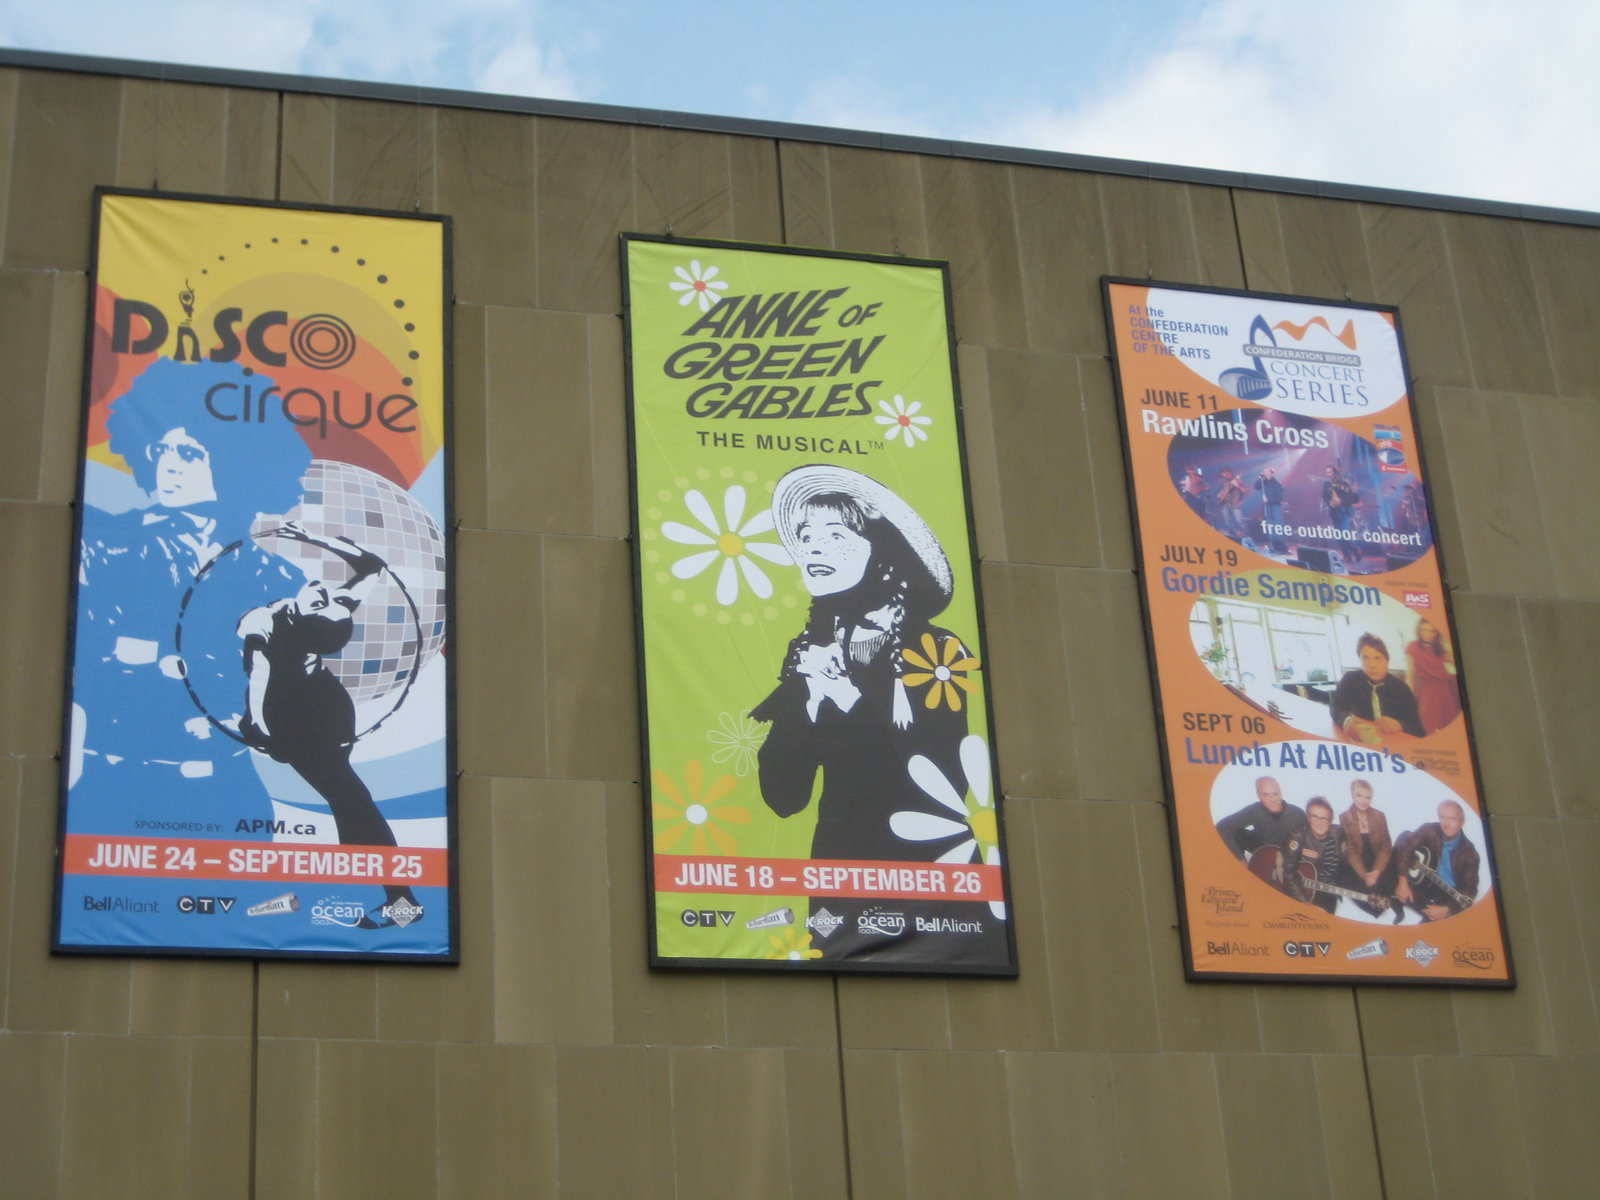 DiSCO
cirque
SPONSORED BY: APM.ca
JUNE 24 – SEPTEMBER 25
BellAliant CTV Guardian ocean K-ROCK
ANNE OF
GREEN
GABLES
THE MUSICAL™
JUNE 18 – SEPTEMBER 26
CTV Guardian K-ROCK ocean BellAliant
At the
CONFEDERATION
CENTRE
OF THE ARTS
CONFEDERATION BRIDGE
CONCERT
SERIES
JUNE 11
Rawlins Cross
free outdoor concert
JULY 19
Gordie Sampson
SEPT 06
Lunch At Allen's
Prince
Edward
Island
CHARLOTTETOWN
BellAliant CTV Guardian K-ROCK ocean